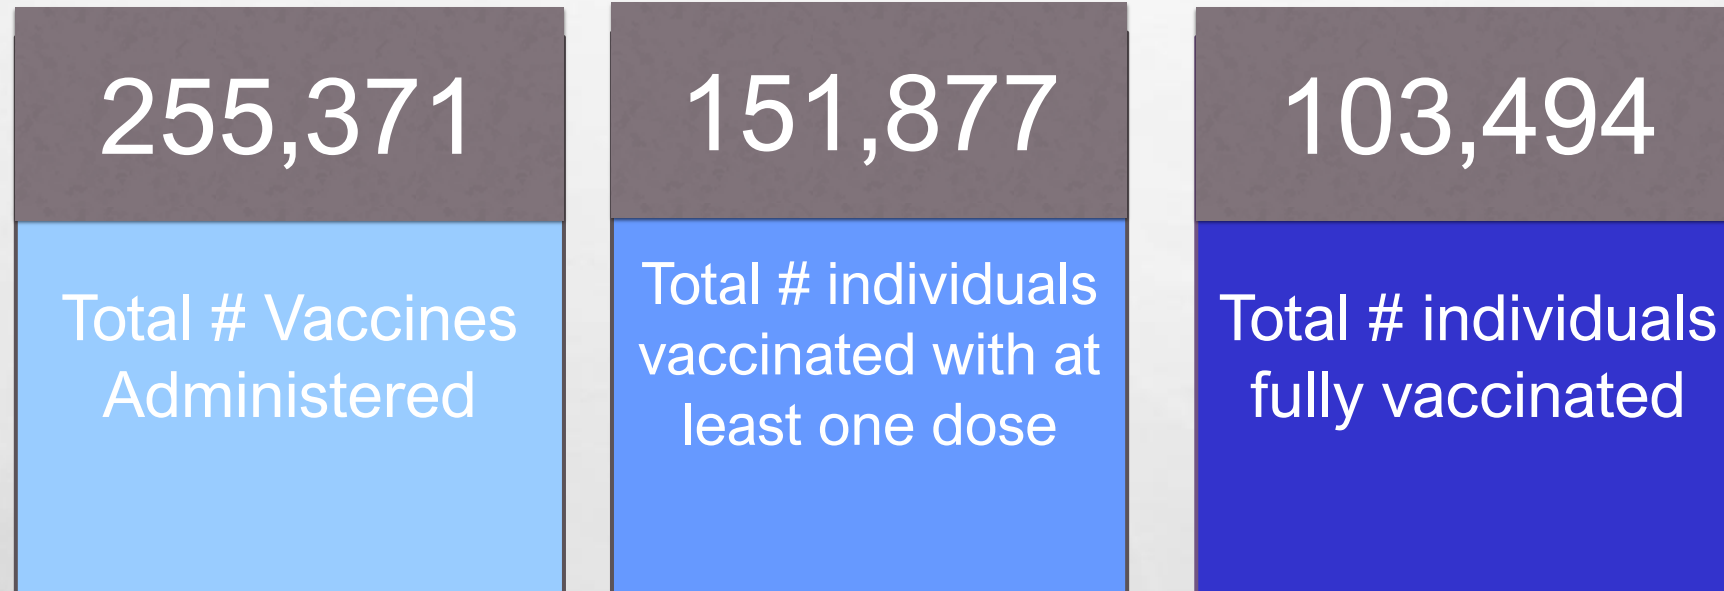 255,371
Total # Vaccines
Administered
151,877
Total # individuals
vaccinated with at
least one dose
103,494
Total # individuals
fully vaccinated